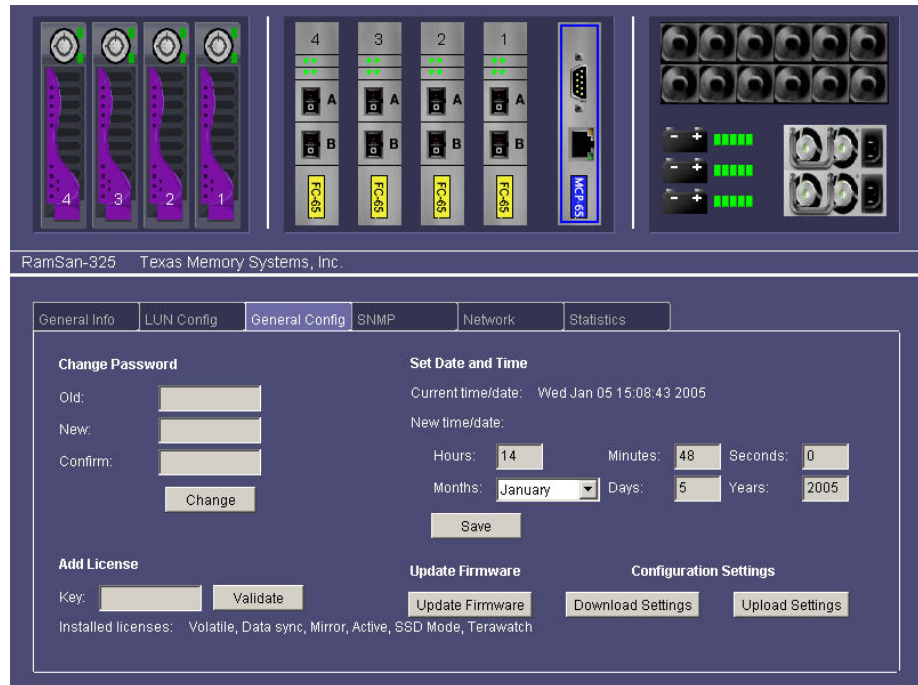 4 3 2 1
A A A A
B B B B
FC-65 FC-65 FC-65 FC-65 MCP-65
4 3 2 1
- +
- +
- +
RamSan-325 Texas Memory Systems, Inc.
General Info LUN Config General Config SNMP Network Statistics
Change Password
Old:
New:
Confirm:
Change
Set Date and Time
Current time/date: Wed Jan 05 15:08:43 2005
New time/date:
Hours: 14 Minutes: 48 Seconds: 0
Months: January Days: 5 Years: 2005
Save
Add License
Key: Validate
Update Firmware
Update Firmware
Configuration Settings
Download Settings Upload Settings
Installed licenses: Volatile, Data sync, Mirror, Active, SSD Mode, Terawatch